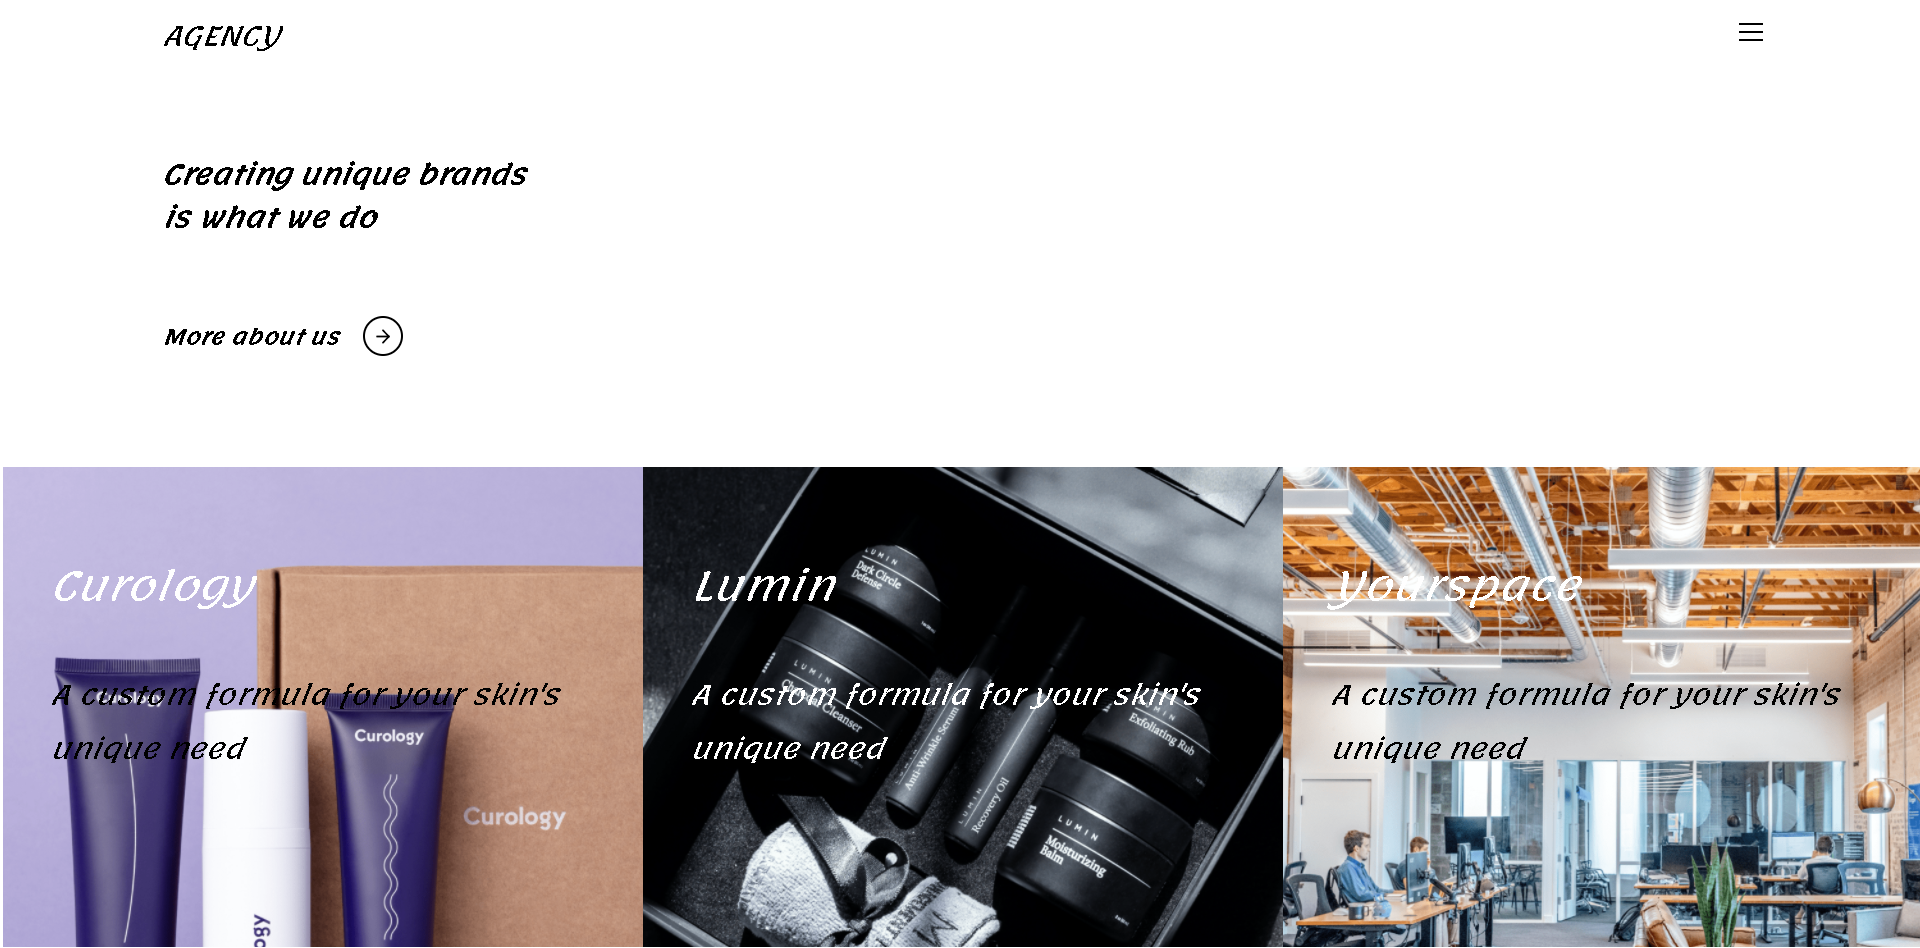 AGENCY
Creating unique brands
is what we do
More about us
Curology
Lumin
Yourspace
A custom formula for your skin's
unique need
A custom formula for your skin's
unique need
A custom formula for your skin's
unique need
Curology
Curology
Curology
ogy
LUMIN
Dark Circle
Defense
LUMIN
Cleanser
Anti-Wrinkle Serum
LUMIN
Recovery Oil
Exfoliating Rub
LUMIN
Moisturizing
Balm